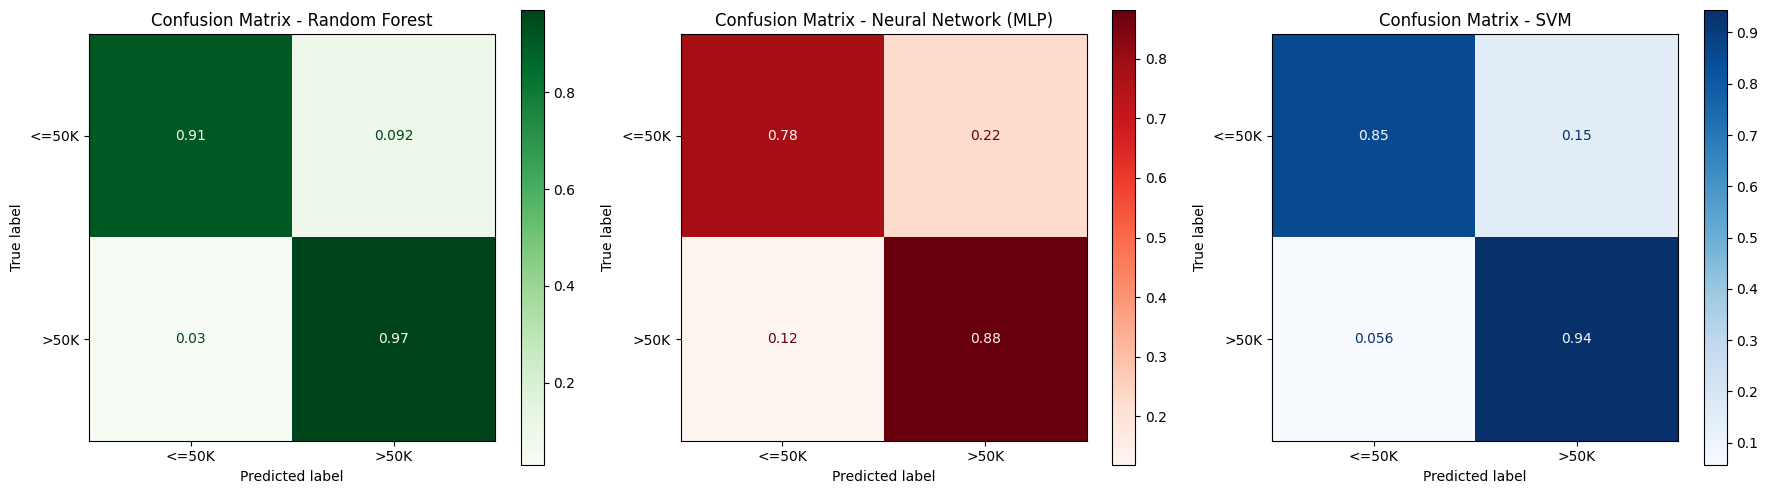 Confusion Matrix - Random Forest
<=50K
>50K
True label
0.91
0.092
0.03
0.97
<=50K
>50K
Predicted label
0.8
0.6
0.4
0.2
Confusion Matrix - Neural Network (MLP)
<=50K
>50K
True label
0.78
0.22
0.12
0.88
<=50K
>50K
Predicted label
0.8
0.7
0.6
0.5
0.4
0.3
0.2
Confusion Matrix - SVM
<=50K
>50K
True label
0.85
0.15
0.056
0.94
<=50K
>50K
Predicted label
0.9
0.8
0.7
0.6
0.5
0.4
0.3
0.2
0.1